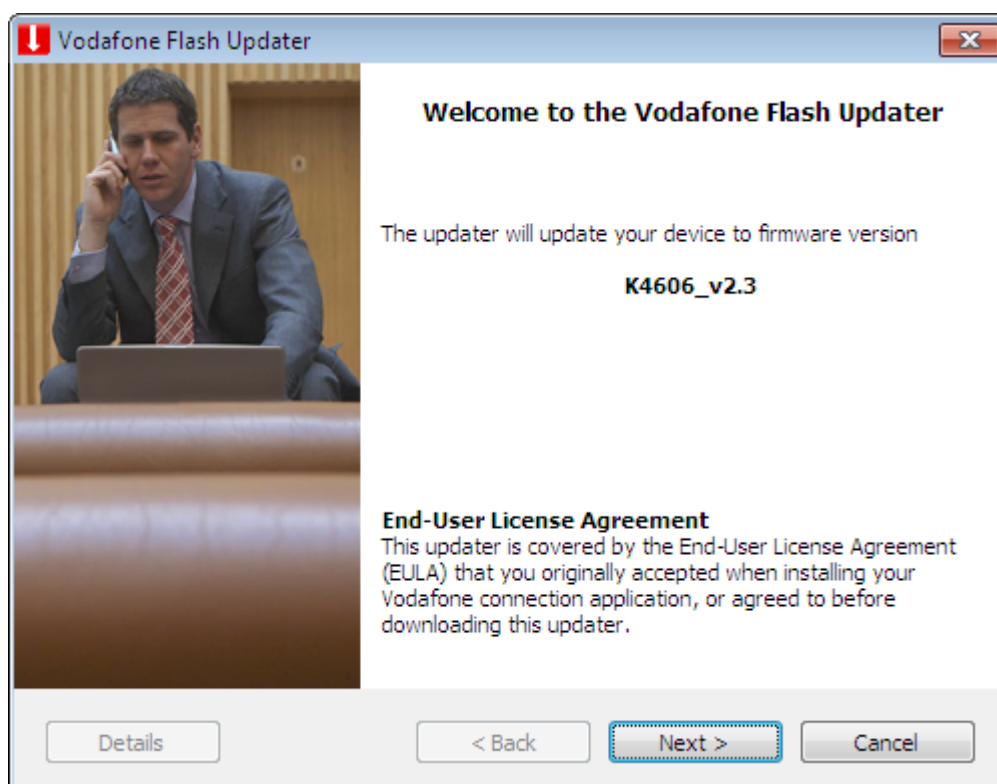 Vodafone Flash Updater
Welcome to the Vodafone Flash Updater
The updater will update your device to firmware version
K4606_v2.3
End-User License Agreement
This updater is covered by the End-User License Agreement
(EULA) that you originally accepted when installing your
Vodafone connection application, or agreed to before
downloading this updater.
Details
< Back
Next >
Cancel